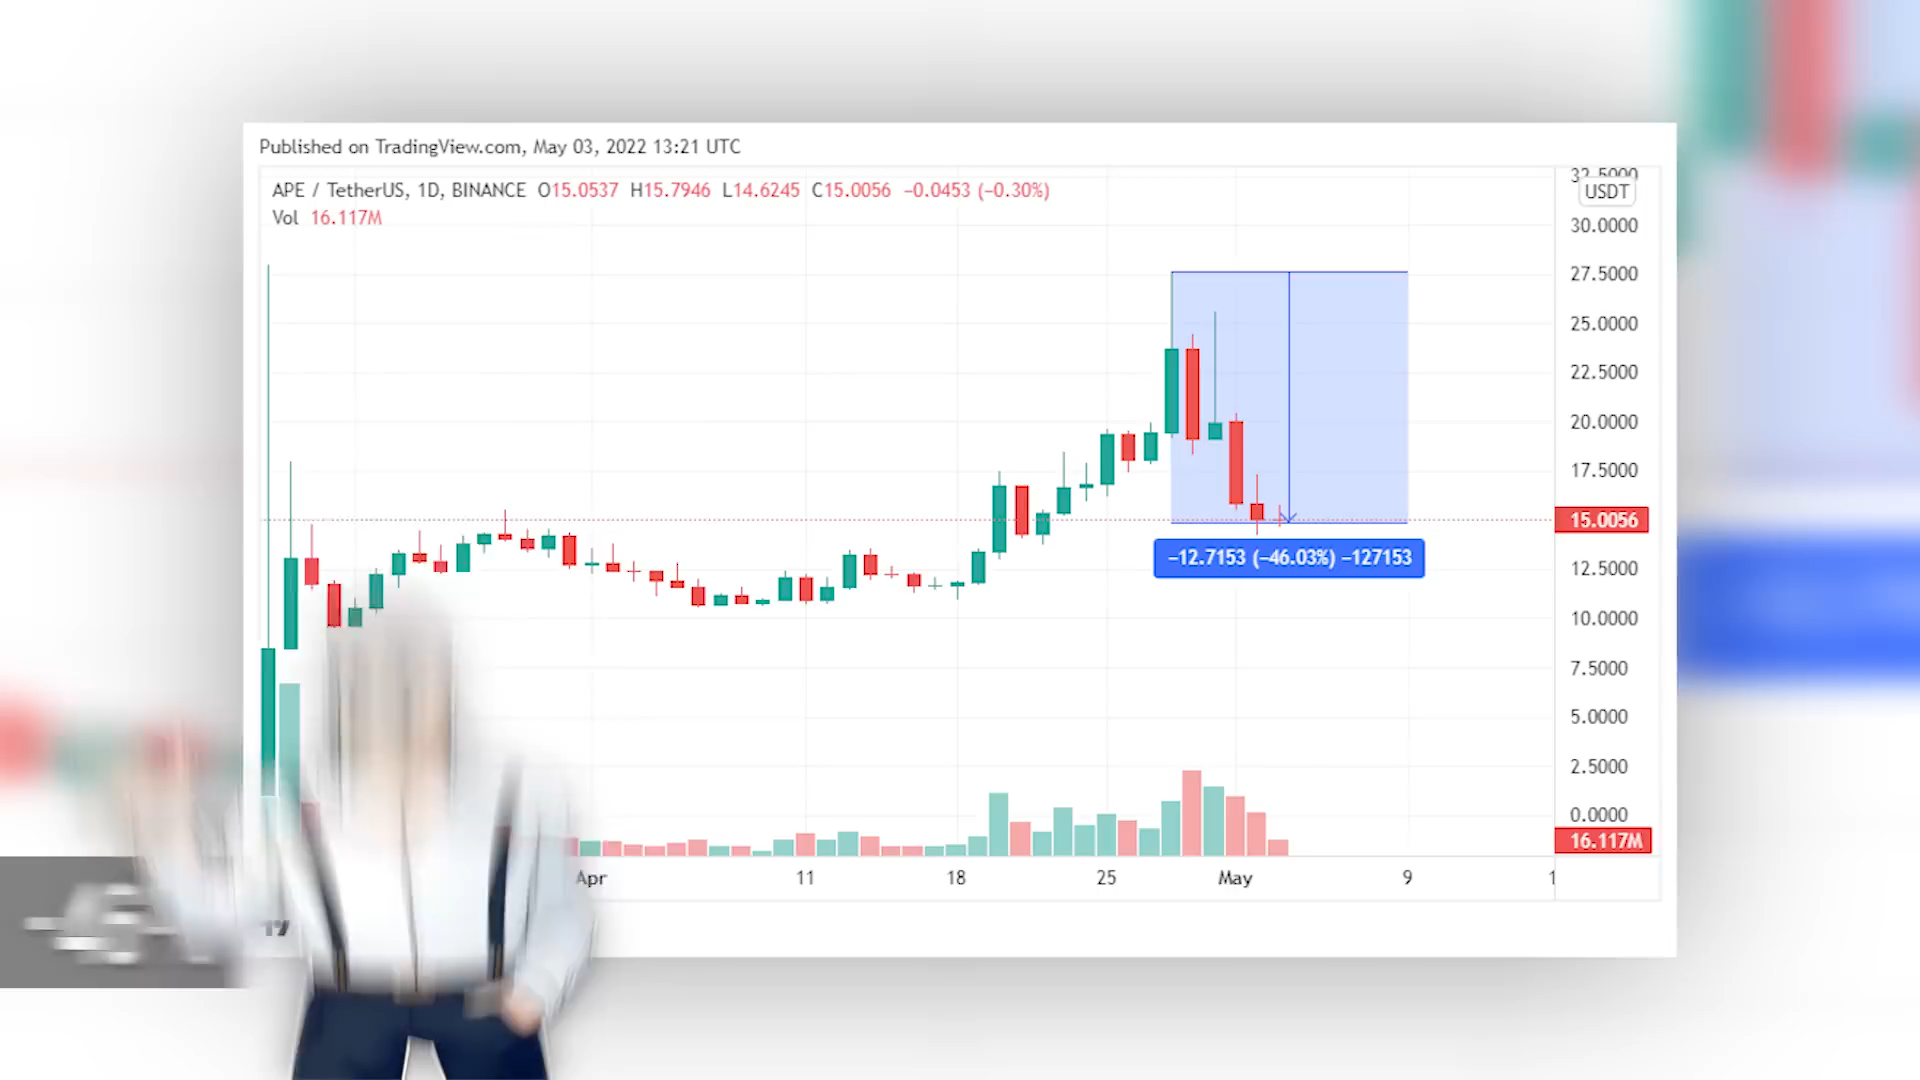 Published on TradingView.com, May 03, 2022 13:21 UTC
APE / TetherUS, 1D, BINANCE O15.0537 H15.7946 L14.6245 C15.0056 −0.0453 (−0.30%)
Vol 16.117M
32.5000
USDT
30.0000
27.5000
25.0000
22.5000
20.0000
17.5000
15.0056
−12.7153 (−46.03%) −127153
12.5000
10.0000
7.5000
5.0000
2.5000
0.0000
16.117M
Apr 11 18 25 May 9 1